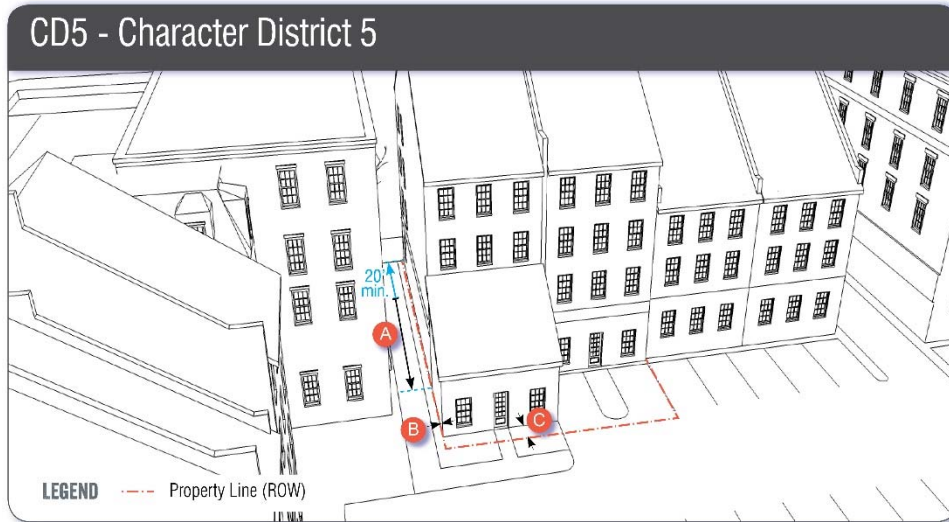 CD5 - Character District 5
20'
min.
A
B
C
LEGEND
Property Line (ROW)